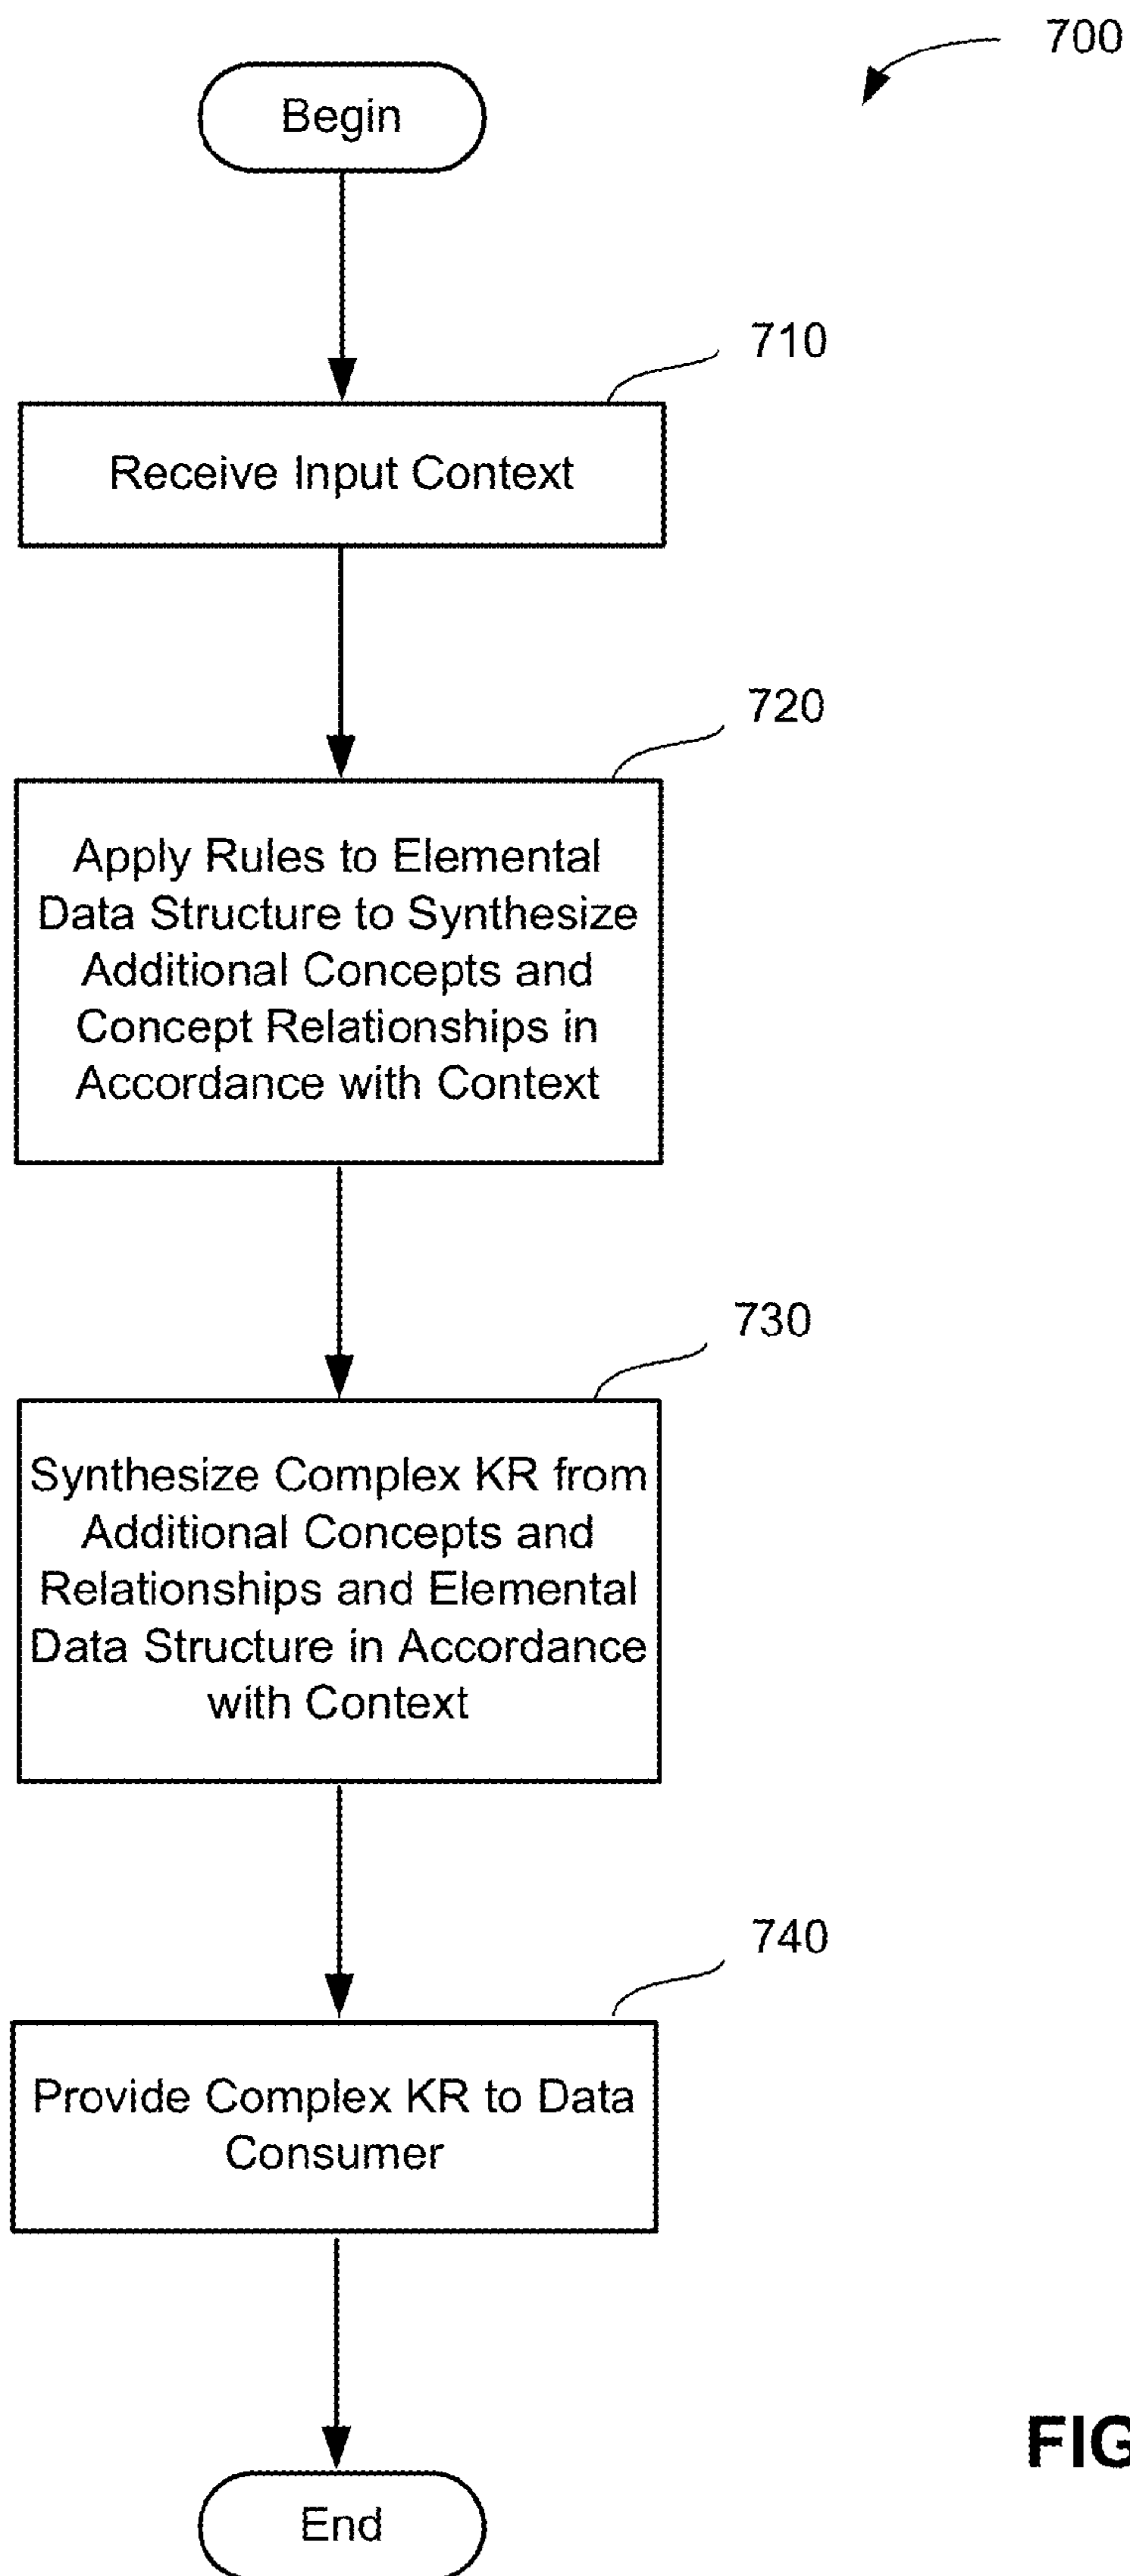 700
Begin
710
Receive Input Context
720
Apply Rules to Elemental
Data Structure to Synthesize
Additional Concepts and
Concept Relationships in
Accordance with Context
730
Synthesize Complex KR from
Additional Concepts and
Relationships and Elemental
Data Structure in Accordance
with Context
740
Provide Complex KR to Data
Consumer
FIG
End